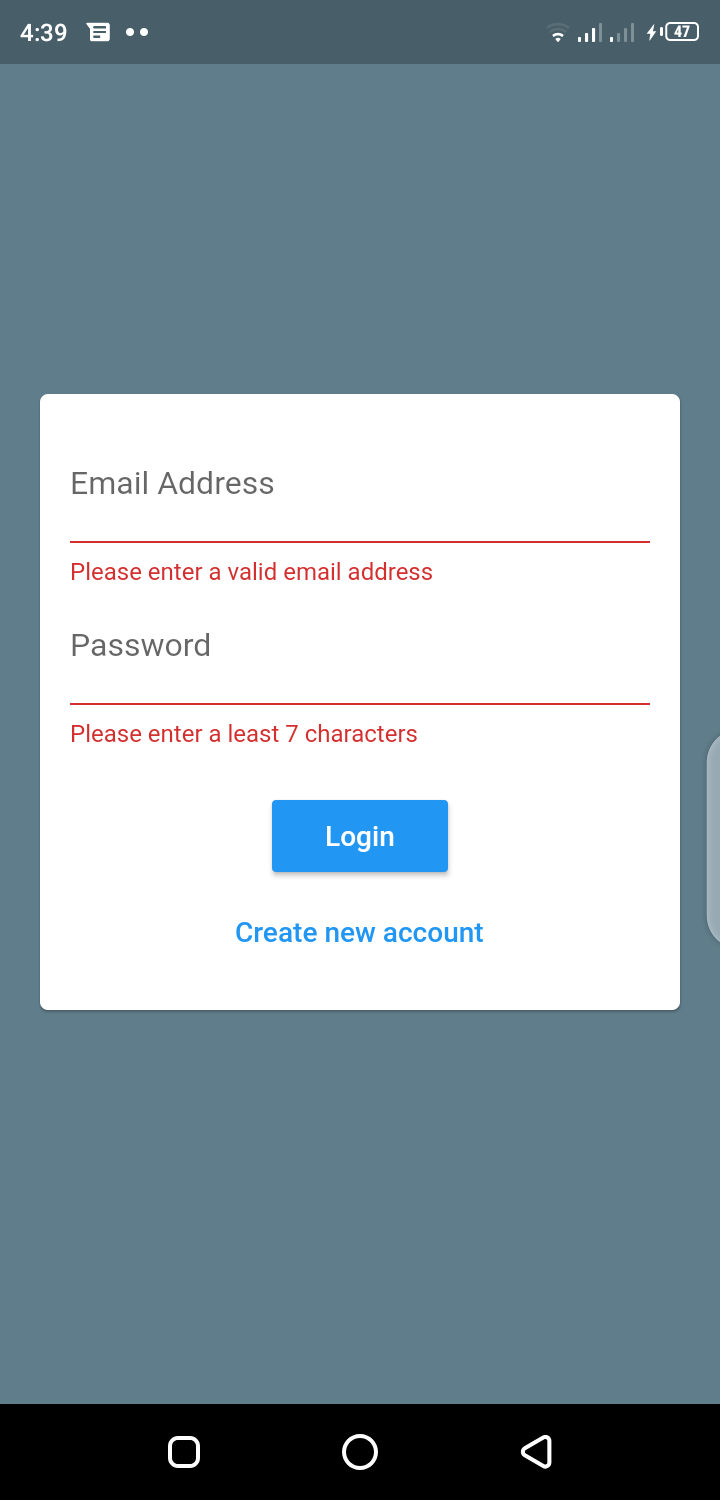 4:39
47
Email Address
Please enter a valid email address
Password
Please enter a least 7 characters
Login
Create new account